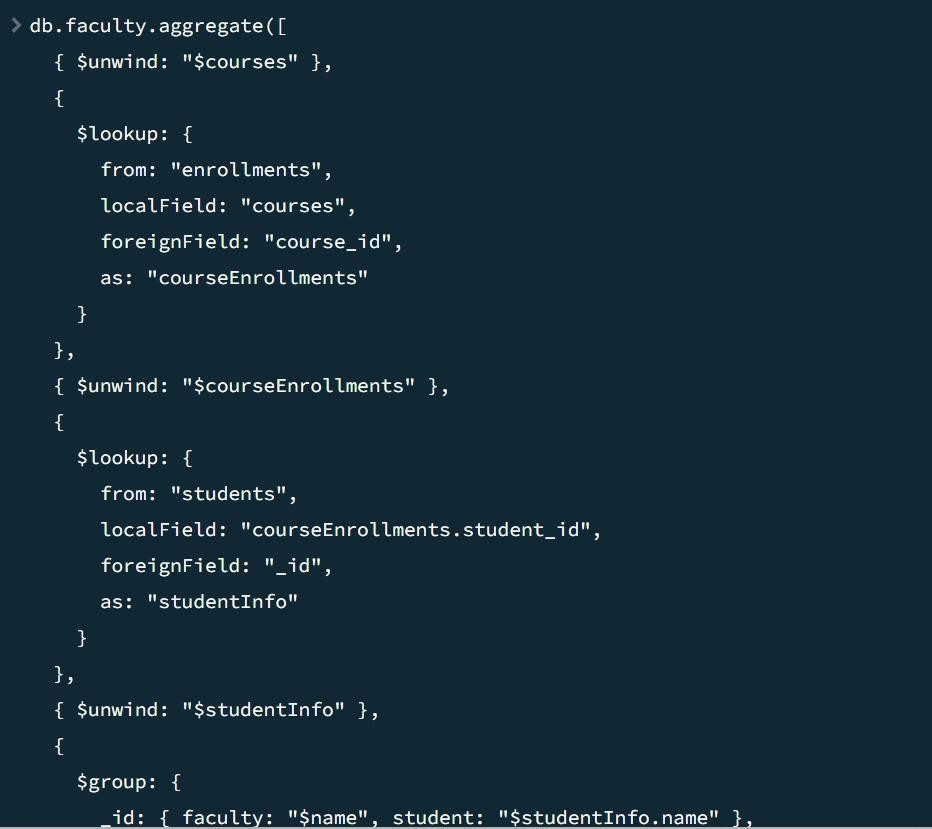 > db.faculty.aggregate([
{ $unwind: "$courses" },
{
$lookup: {
from: "enrollments",
localField: "courses",
foreignField: "course_id",
as: "courseEnrollments"
}
},
{ $unwind: "$courseEnrollments" },
{
$lookup: {
from: "students",
localField: "courseEnrollments.student_id",
foreignField: "_id",
as: "studentInfo"
}
},
{ $unwind: "$studentInfo" },
{
$group: {
_id: { faculty: "$name", student: "$studentInfo.name" },